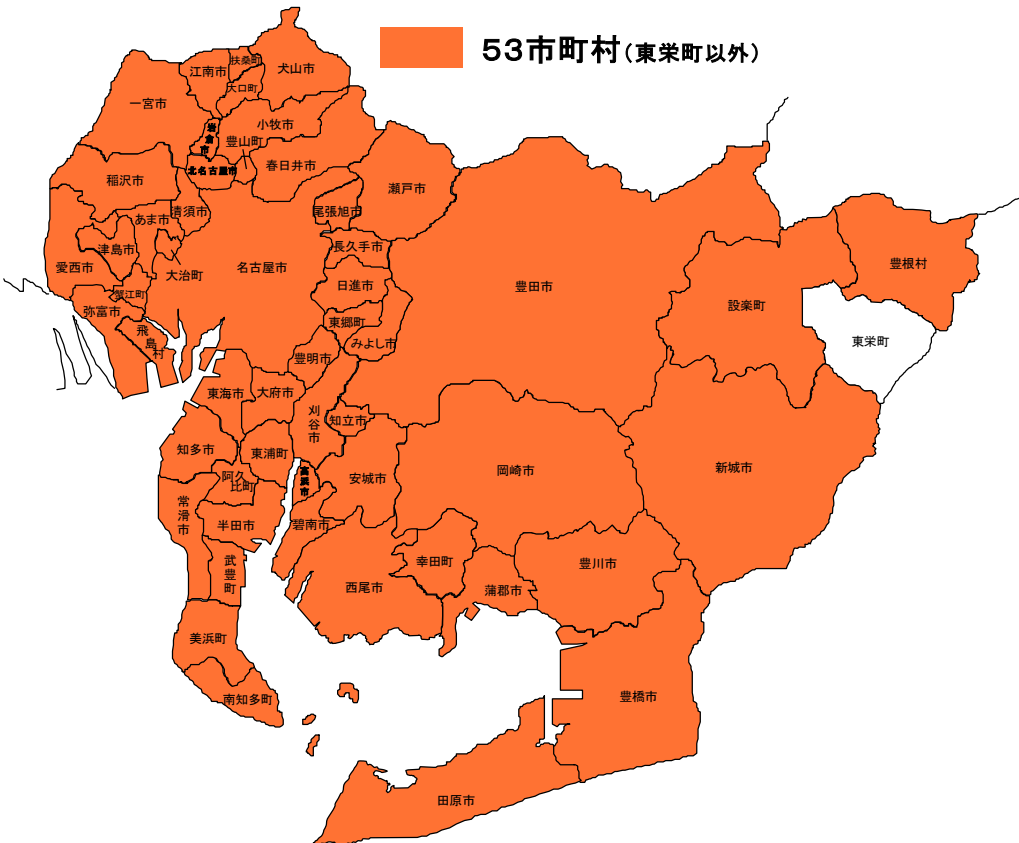 53市町村(東栄町以外)
扶桑町
江南市
犬山市
大口町
一宮市
岩倉市
小牧市
豊山町
北名古屋市
春日井市
稲沢市
瀬戸市
清須市
尾張旭市
あま市
津島市
長久手市
愛西市
大治町
名古屋市
日進市
豊田市
豊根村
蟹江町
弥富市
飛島村
東郷町
みよし市
設楽町
東栄町
豊明市
東海市
大府市
刈谷市
知立市
知多市
東浦町
高浜市
安城市
岡崎市
新城市
阿久比町
常滑市
半田市
碧南市
武豊町
西尾市
幸田町
蒲郡市
豊川市
美浜町
南知多町
豊橋市
田原市